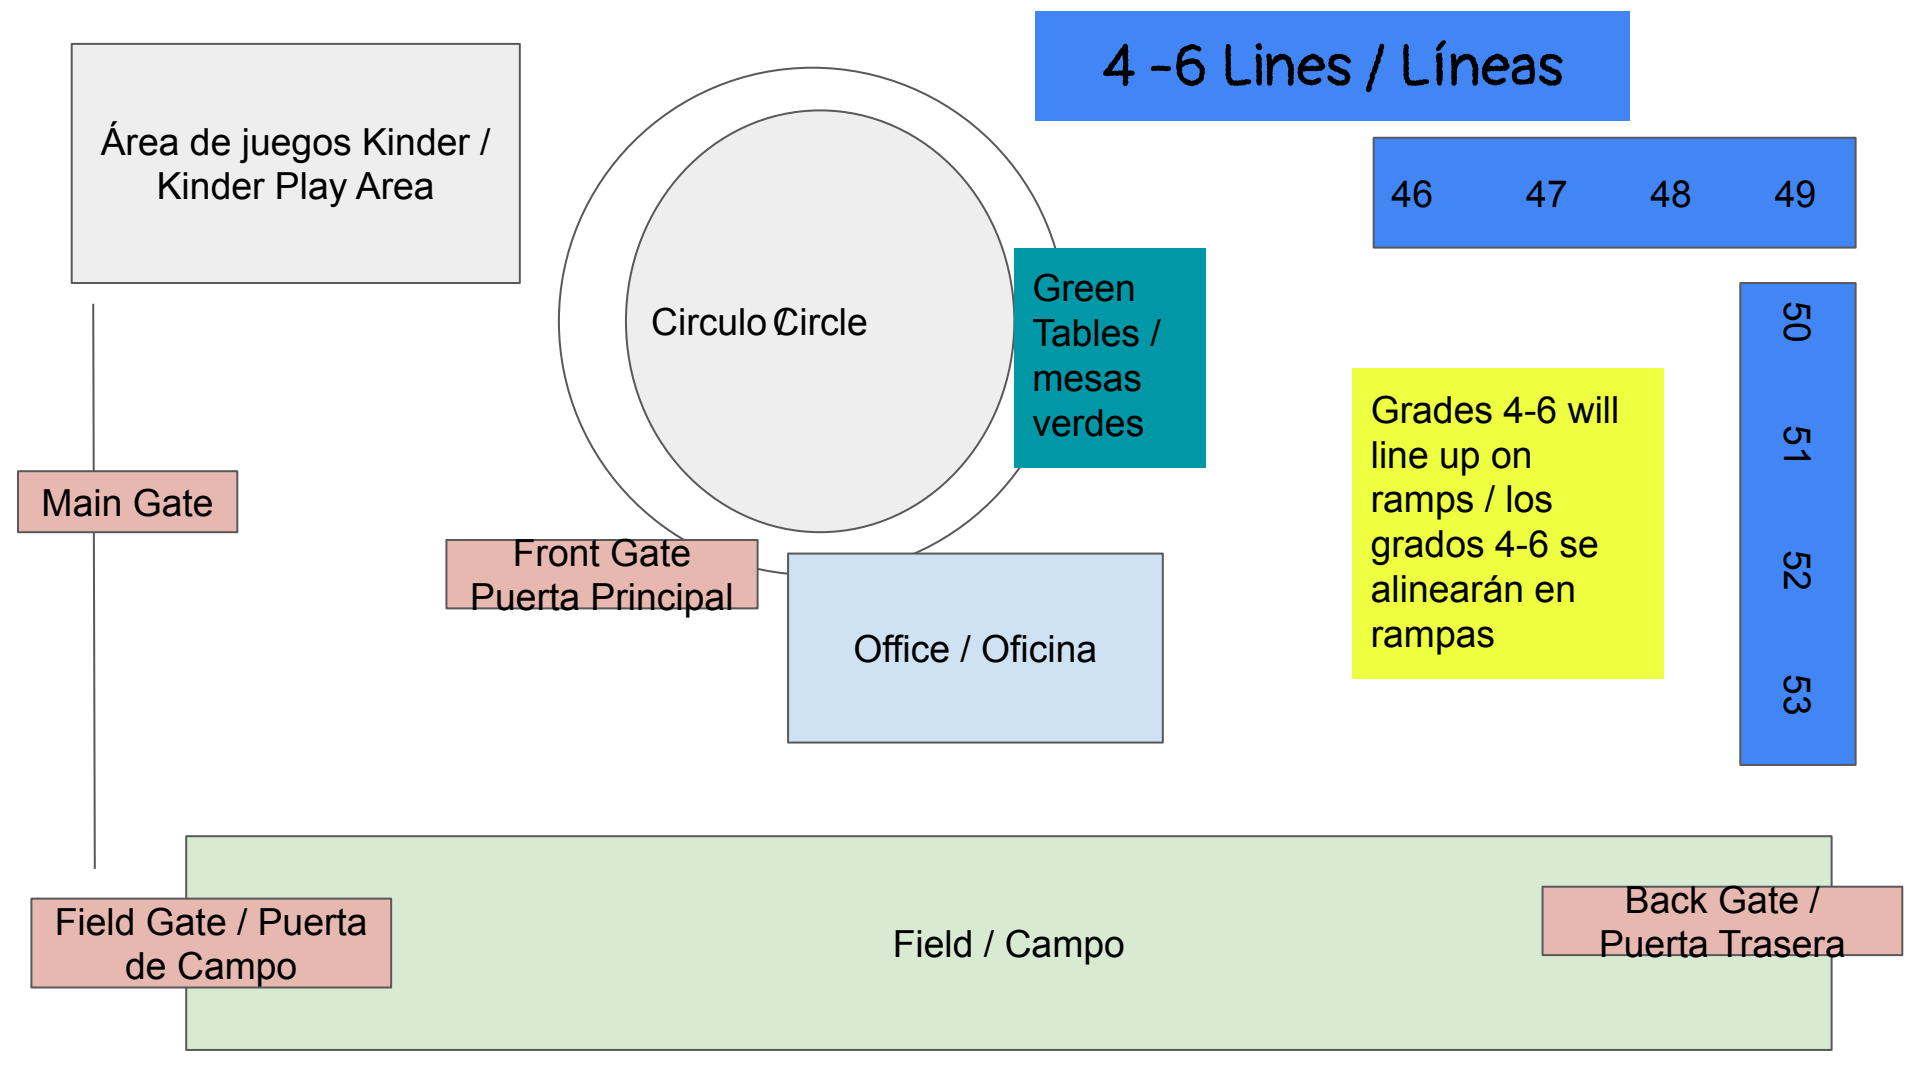 4 -6 Lines / Líneas
Área de juegos Kinder /
Kinder Play Area
46 47 48 49
Circulo / Circle
Green
Tables /
mesas
verdes
50
51
52
53
Grades 4-6 will
line up on
ramps / los
grados 4-6 se
alinearán en
rampas
Main Gate
Front Gate
Puerta Principal
Office / Oficina
Field Gate / Puerta
de Campo
Field / Campo
Back Gate /
Puerta Trasera